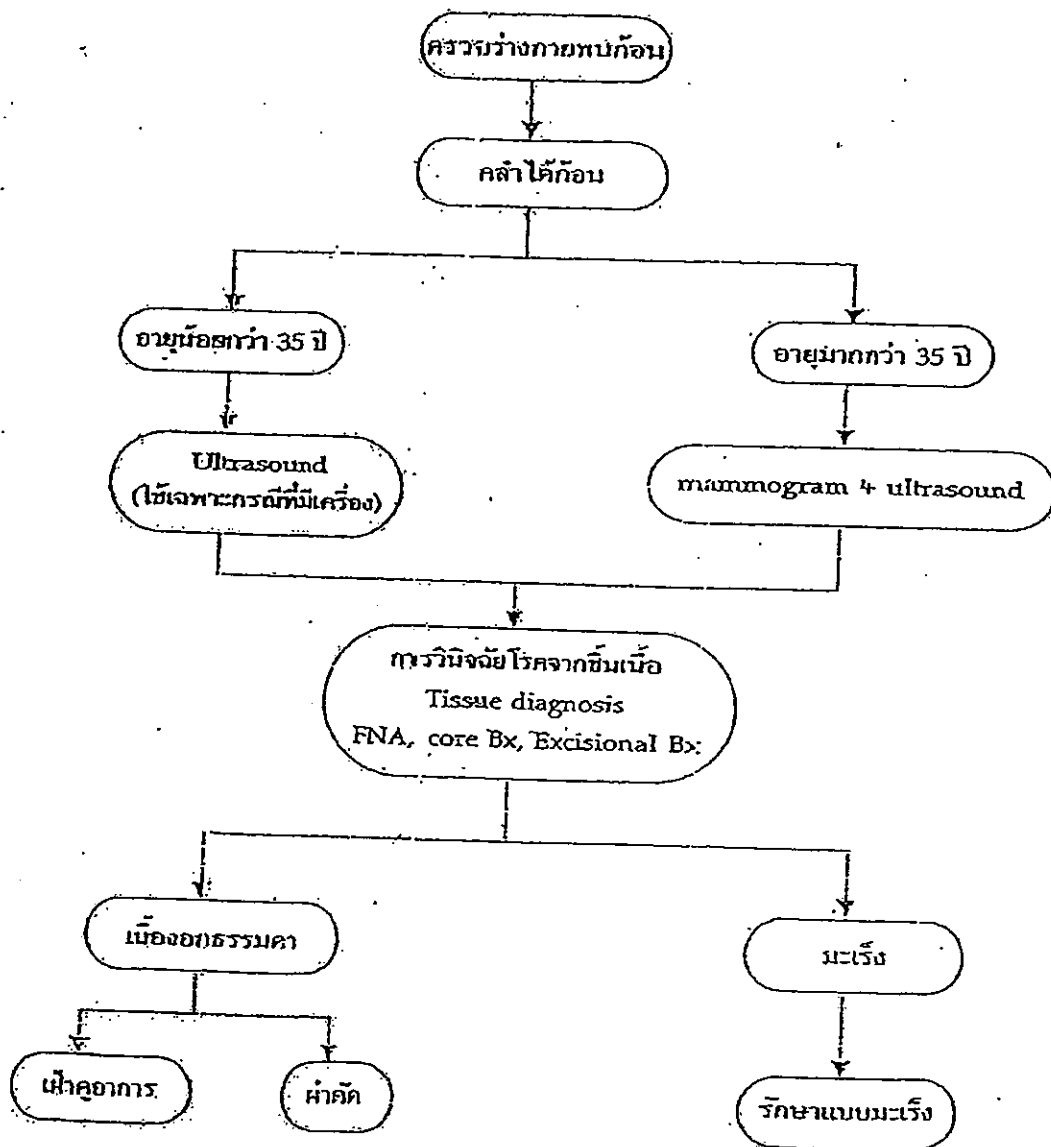 ตรวจร่างกายพบก้อน
คลำได้ก้อน
อายุน้อยกว่า 35 ปี
อายุมากกว่า 35 ปี
Ultrasound
(ใช้เฉพาะกรณีที่มีเครื่อง)
mammogram + ultrasound
การวินิจฉัยโรคจากชิ้นเนื้อ
Tissue diagnosis
FNA, core Bx, Excisional Bx.
เนื้องอกธรรมดา
มะเร็ง
เฝ้าดูอาการ
ผ่าตัด
รักษาแบบมะเร็ง